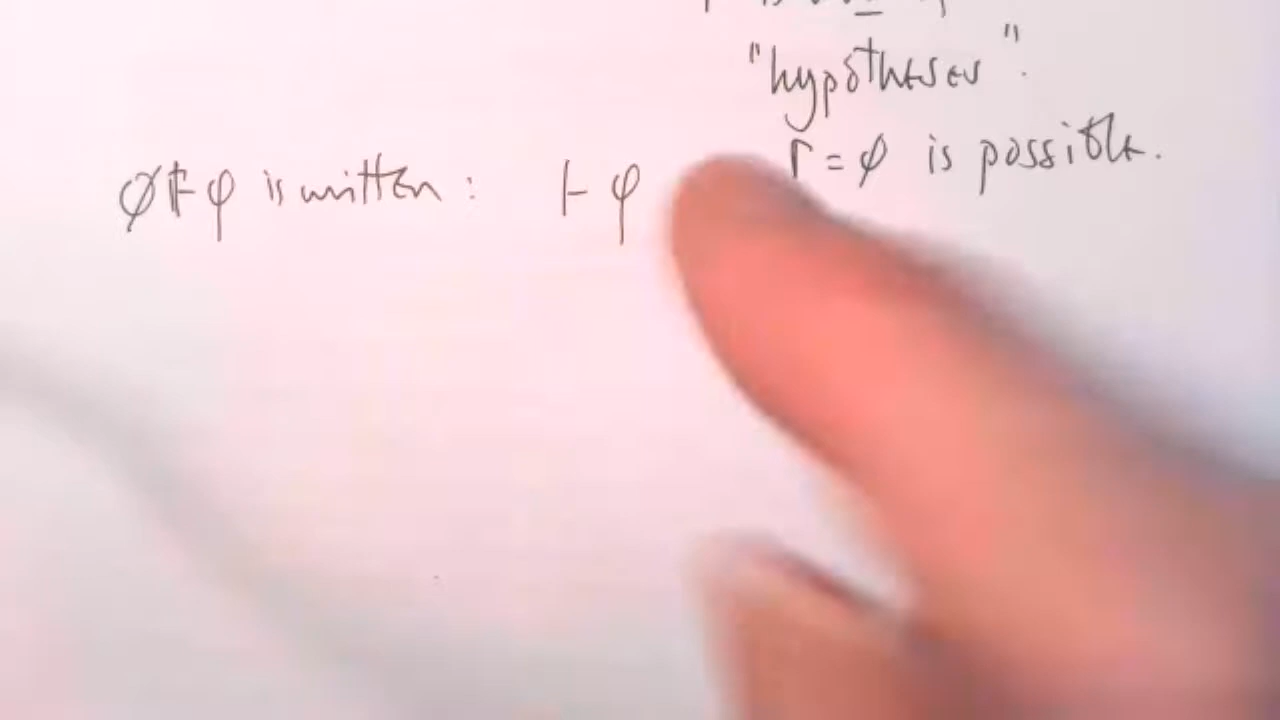 "hypotheses".
Γ = ∅ is possible.
∅ ⊢ φ is written : ⊢ φ